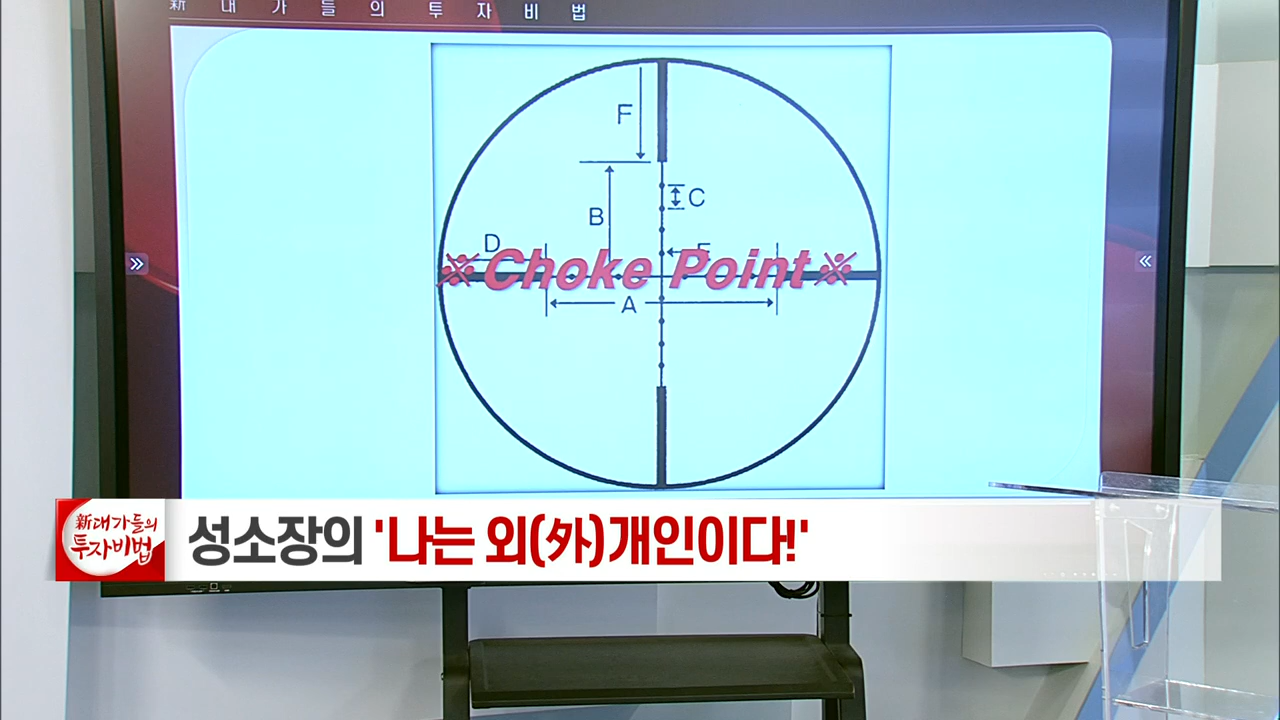 新 대 가 들 의 투 자 비 법
F
C
B
D
E
※Choke Point※
A
新대가들의
투자비법
성소장의 '나는 외(外)개인이다!'